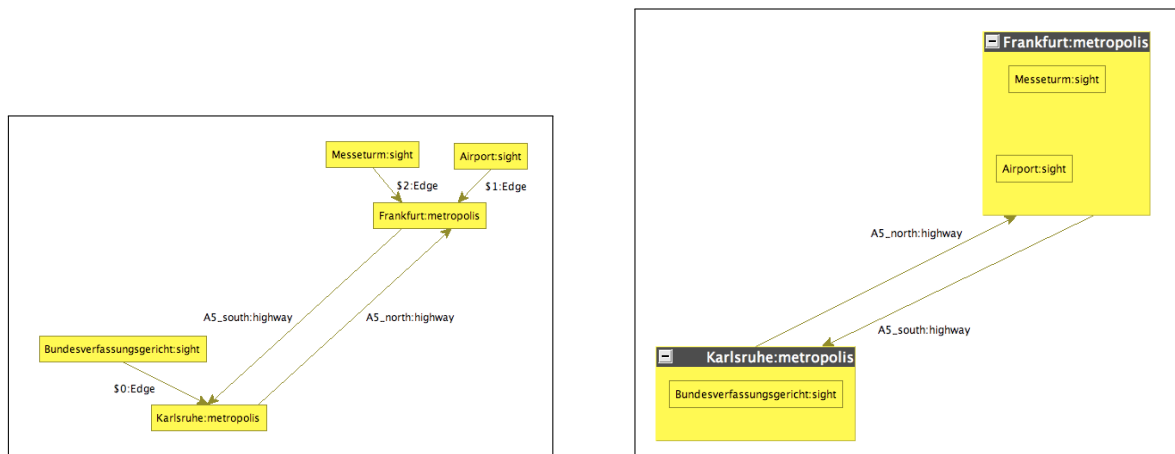 Messeturm:sight
Airport:sight
$2:Edge
$1:Edge
Frankfurt:metropolis
A5_south:highway
A5_north:highway
Bundesverfassungsgericht:sight
$0:Edge
Karlsruhe:metropolis
Frankfurt:metropolis
Messeturm:sight
Airport:sight
A5_north:highway
A5_south:highway
Karlsruhe:metropolis
Bundesverfassungsgericht:sight